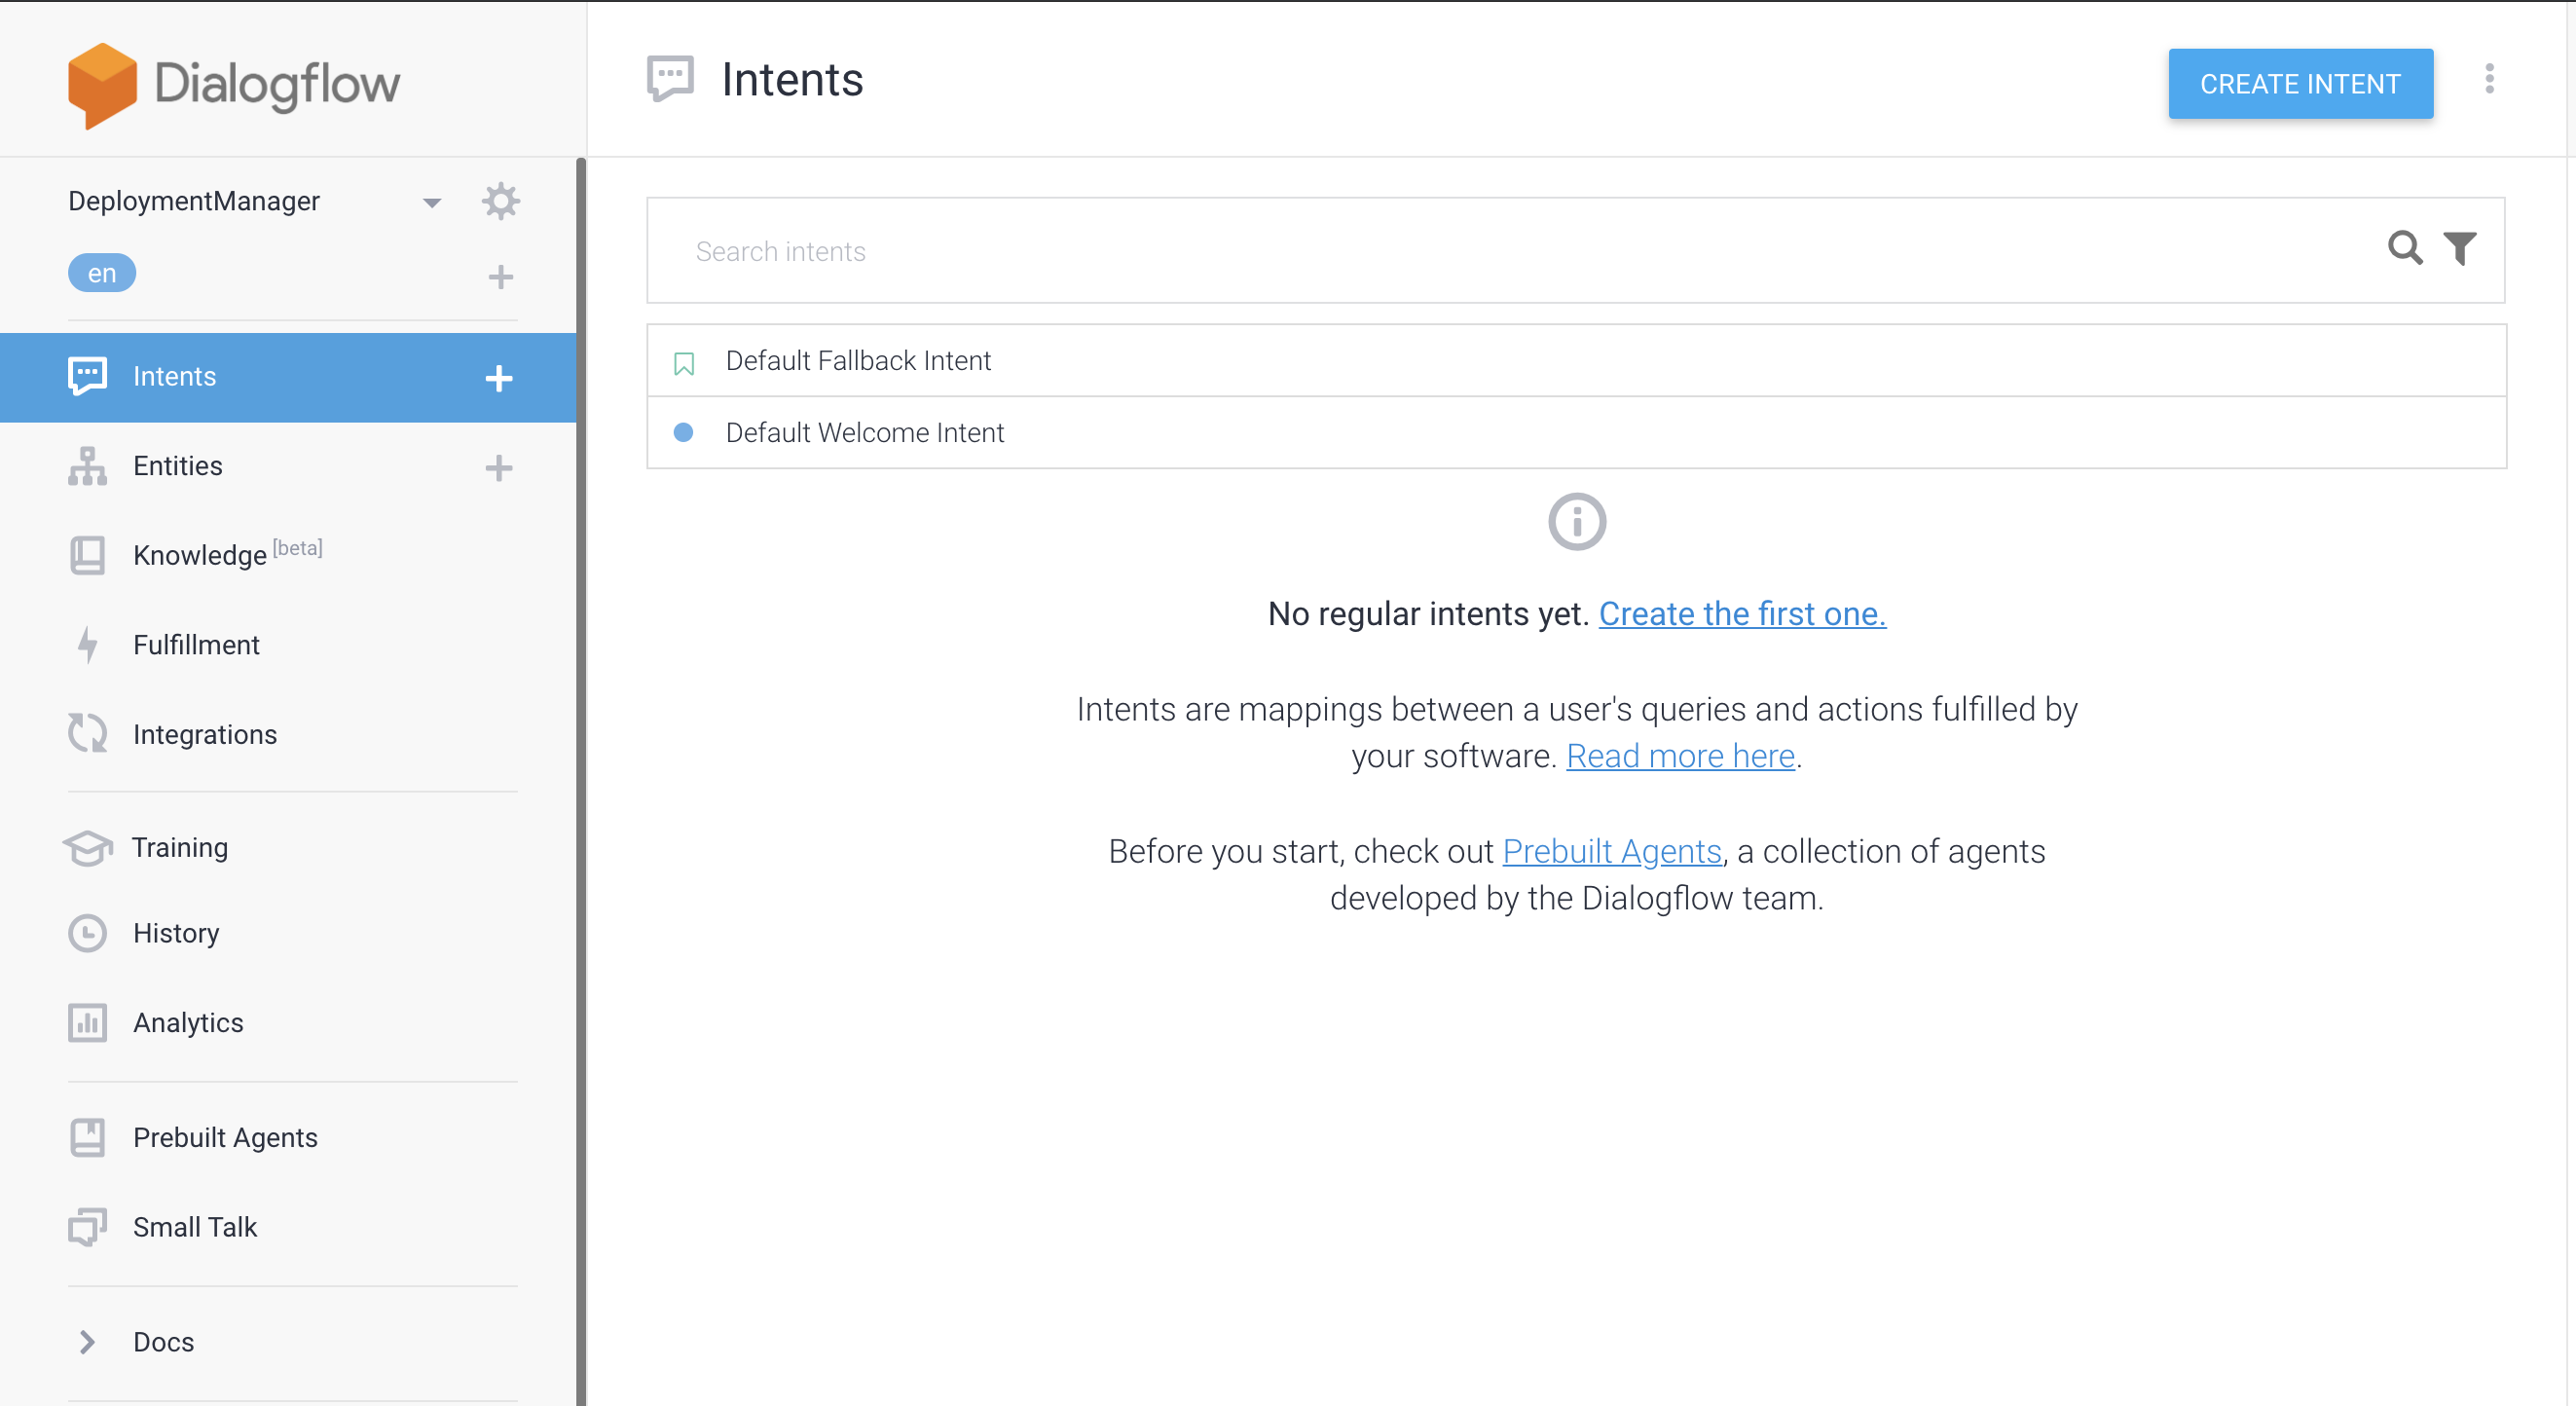 Dialogflow
DeploymentManager
en
Intents
Entities
Knowledge [beta]
Fulfillment
Integrations
Training
History
Analytics
Prebuilt Agents
Small Talk
Docs
Intents
CREATE INTENT
Search intents
Default Fallback Intent
Default Welcome Intent
No regular intents yet. Create the first one.
Intents are mappings between a user's queries and actions fulfilled by
your software. Read more here.
Before you start, check out Prebuilt Agents, a collection of agents
developed by the Dialogflow team.